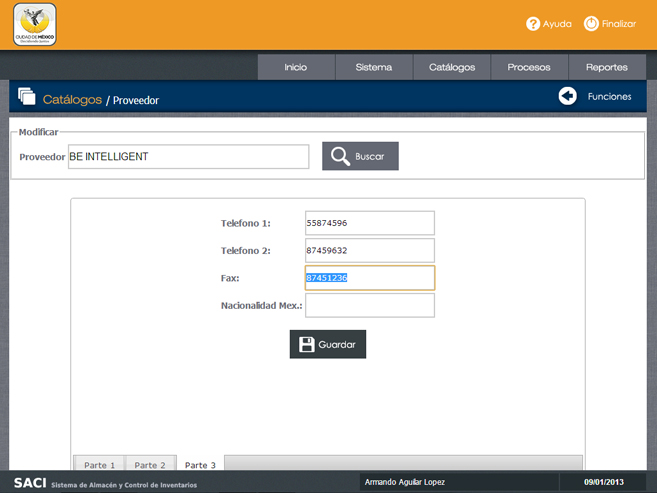 CIUDAD DE MÉXICO
Ayuda
Finalizar
Inicio
Sistema
Catálogos
Procesos
Reportes
Catálogos / Proveedor
Funciones
Modificar
Proveedor BE INTELLIGENT
Buscar
Telefono 1: 55874596
Telefono 2: 87459632
Fax: 87451236
Nacionalidad Mex.:
Guardar
Parte 1
Parte 2
Parte 3
SACI Sistema de Almacén y Control de Inventarios
Armando Aguilar Lopez
09/01/2013